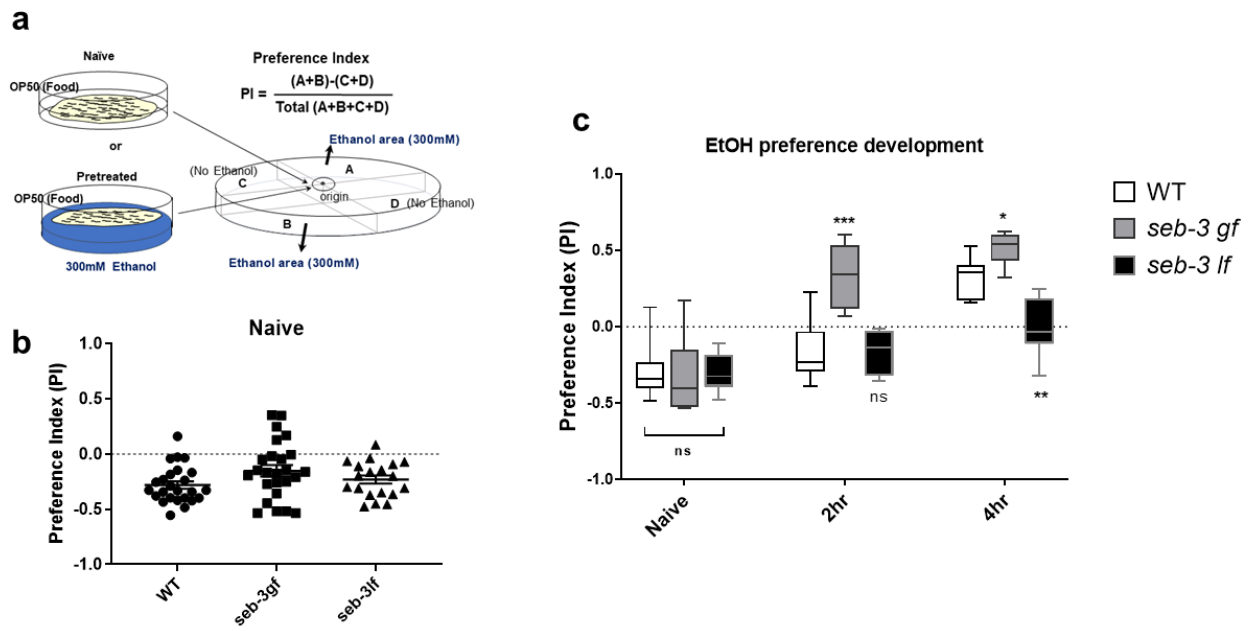 a
Naïve
OP50 (Food)
or
Pretreated
OP50 (Food)
300mM Ethanol
Preference Index
PI = (A+B)-(C+D)
Total (A+B+C+D)
Ethanol area (300mM)
(No Ethanol)
A
C
origin
D (No Ethanol)
B
Ethanol area (300mM)
b
Naive
Preference Index (PI)
1.0
0.5
0.0
-0.5
-1.0
WT
seb-3gf
seb-3lf
c
EtOH preference development
Preference Index (PI)
1.0
0.5
0.0
-0.5
-1.0
***
*
ns
ns
**
Naive
2hr
4hr
WT
seb-3 gf
seb-3 lf